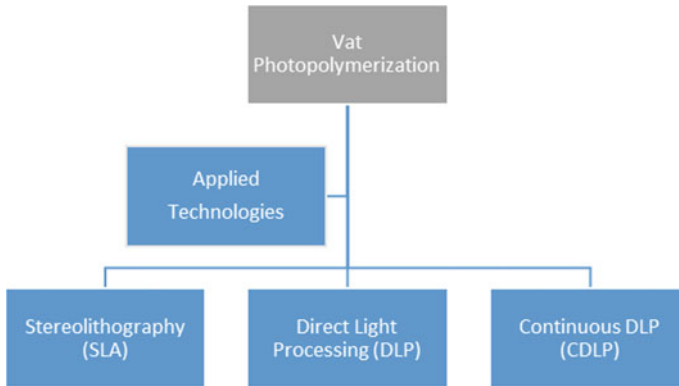 Vat
Photopolymerization
Applied
Technologies
Stereolithography
(SLA)
Direct Light
Processing (DLP)
Continuous DLP
(CDLP)